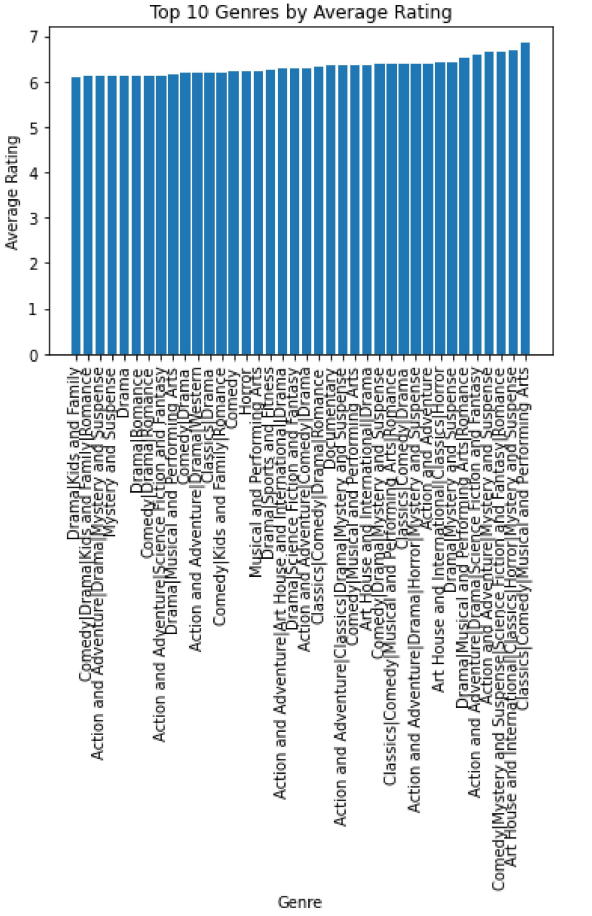 Top 10 Genres by Average Rating
Average Rating
7
6
5
4
3
2
1
0
Drama|Kids and Family
Comedy|Drama|Kids and Family|Romance
Action and Adventure|Drama|Mystery and Suspense
Mystery and Suspense
Drama
Drama|Romance
Comedy|Drama|Romance
Action and Adventure|Science Fiction and Fantasy
Drama|Musical and Performing Arts
Comedy|Drama
Action and Adventure|Drama|Western
Classics|Drama
Comedy|Kids and Family|Romance
Comedy
Horror
Musical and Performing Arts
Drama|Sports and Fitness
Action and Adventure|Art House and International|Drama
Drama|Science Fiction and Fantasy
Action and Adventure|Comedy|Drama
Classics|Comedy|Drama|Romance
Documentary
Action and Adventure|Classics|Drama|Mystery and Suspense
Comedy|Musical and Performing Arts
Art House and International|Drama
Comedy|Drama|Mystery and Suspense
Classics|Comedy|Musical and Performing Arts|Romance
Classics|Comedy|Drama
Action and Adventure|Drama|Horror|Mystery and Suspense
Action and Adventure
Art House and International|Classics|Horror
Drama|Mystery and Suspense
Drama|Musical and Performing Arts|Romance
Action and Adventure|Drama|Science Fiction and Fantasy
Action and Adventure|Mystery and Suspense
Comedy|Mystery and Suspense|Science Fiction and Fantasy|Romance
Art House and International|Classics|Horror|Mystery and Suspense
Classics|Comedy|Musical and Performing Arts
Genre